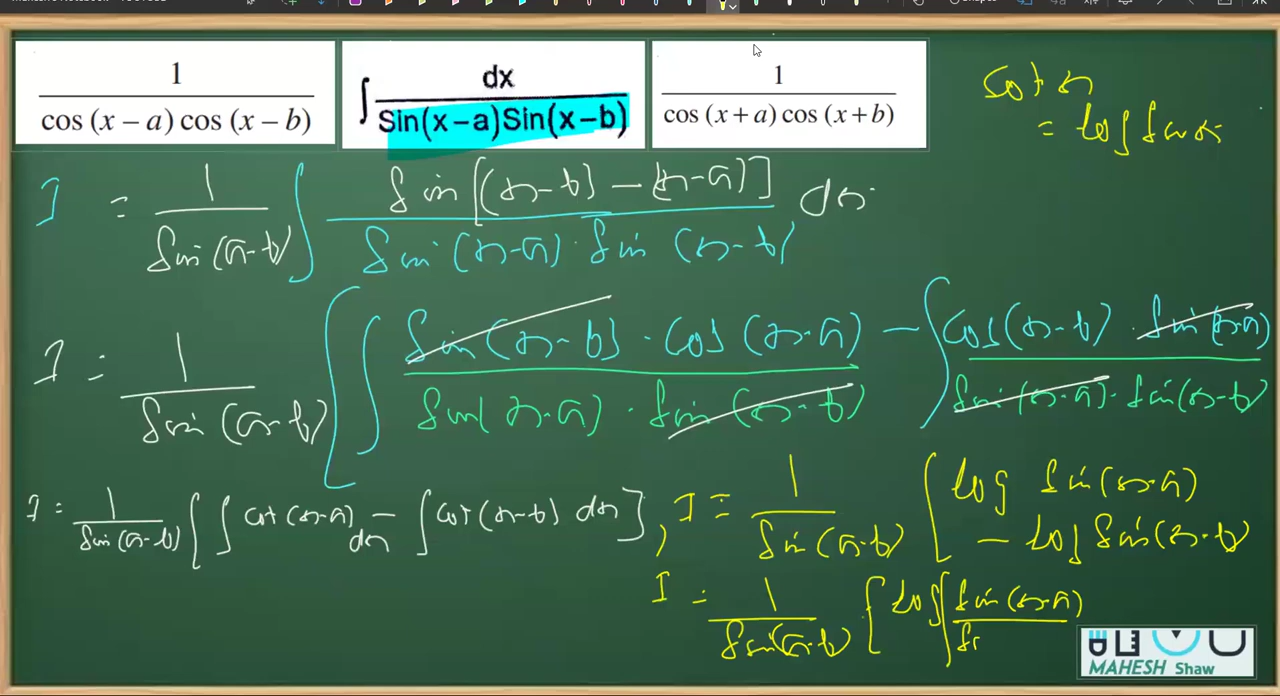 1
cos (x – a) cos (x – b)
∫ dx
Sin(x–a)Sin(x–b)
1
cos (x + a) cos (x + b)
cot x
= log sin x
I = 1/Sin(a-b) ∫ Sin[(x-b) - (x-a)] / Sin(x-a) · Sin(x-b) dx
I = 1/Sin(a-b) [∫ Sin(x-b) · Cos(x-a) / Sin(x-a) · Sin(x-b) - ∫ Cos(x-b) · Sin(x-a) / Sin(x-a) · Sin(x-b)
I = 1/Sin(a-b) [∫ cot(x-a) dx - ∫ cot(x-b) dx],
I = 1/Sin(a-b) [log Sin(x-a)
- log Sin(x-b)
I = 1/Sin(a-b) [log | Sin(x-a) / Si
MAHESH Shaw